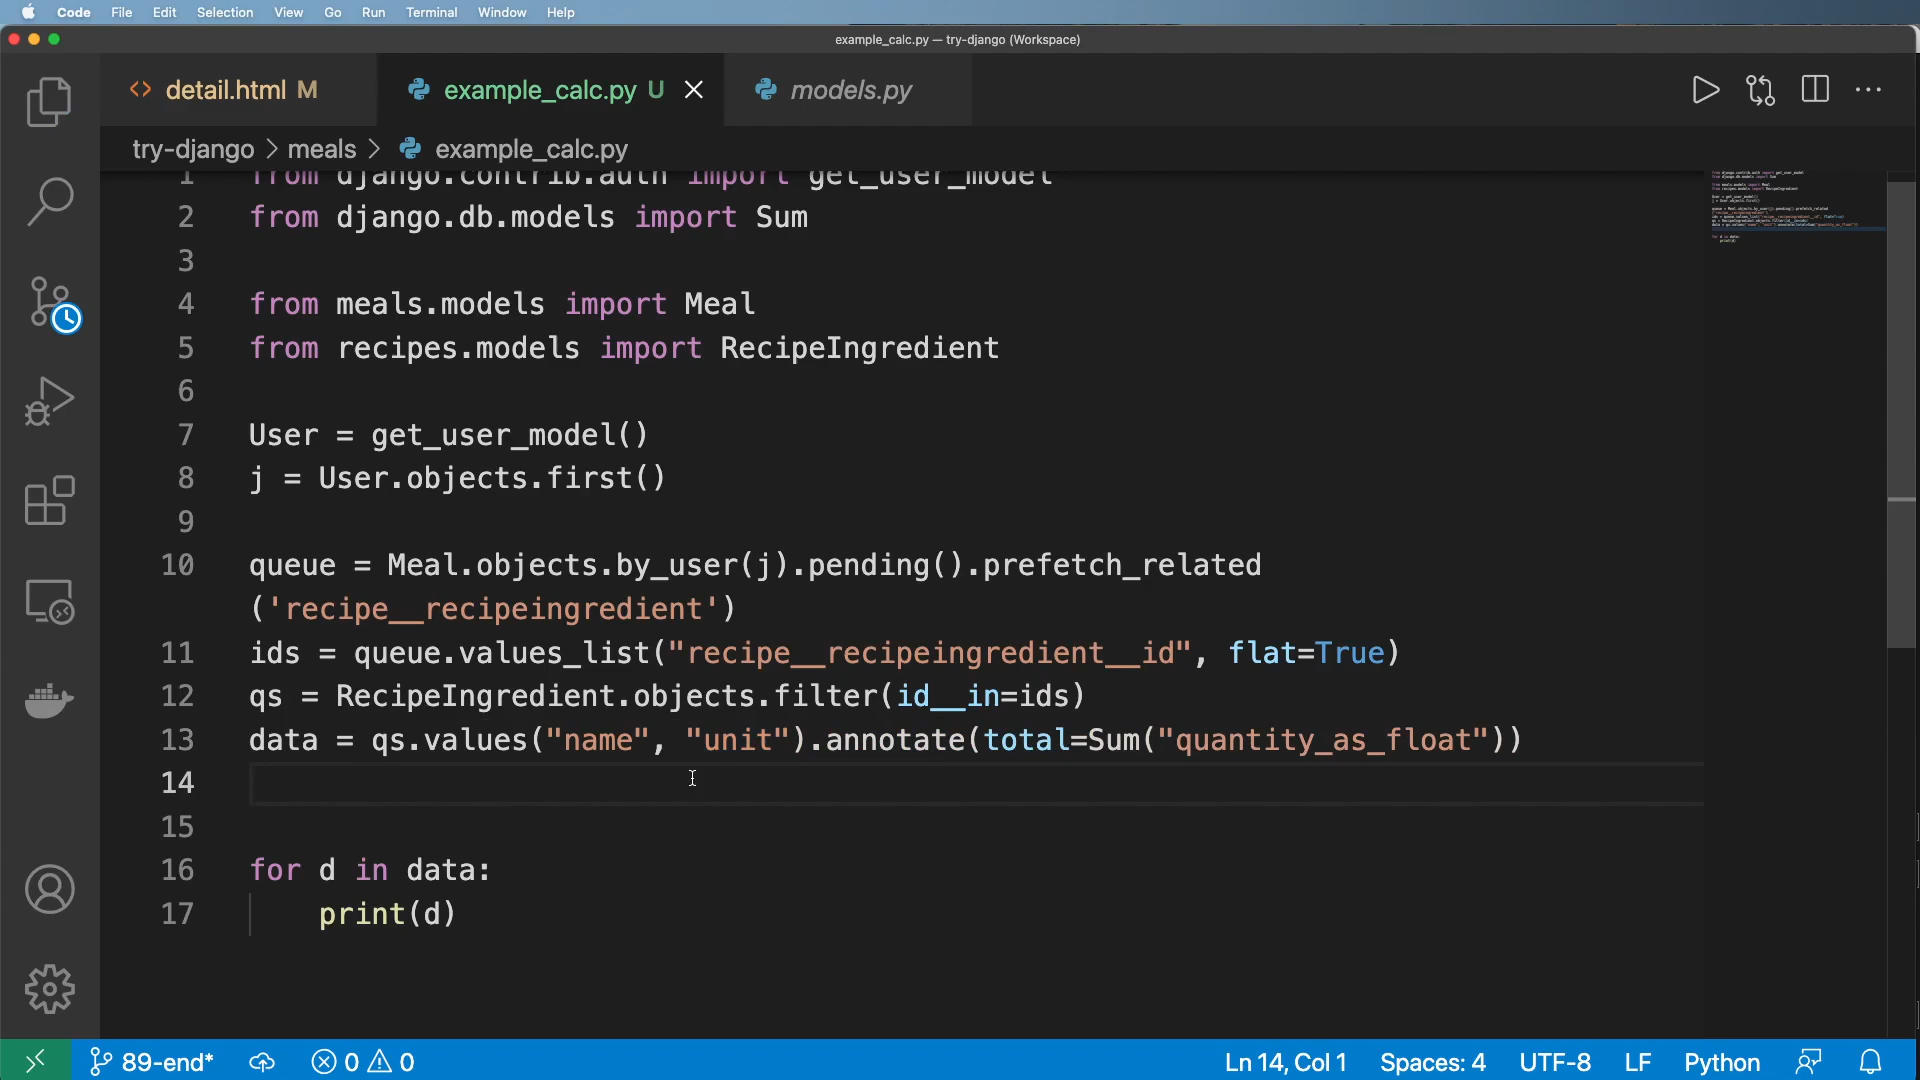 Code File Edit Selection View Go Run Terminal Window Help
example_calc.py — try-django (Workspace)
detail.html M example_calc.py U models.py
try-django > meals > example_calc.py
1 from django.contrib.auth import get_user_model
2 from django.db.models import Sum
3
4 from meals.models import Meal
5 from recipes.models import RecipeIngredient
6
7 User = get_user_model()
8 j = User.objects.first()
9
10 queue = Meal.objects.by_user(j).pending().prefetch_related
('recipe__recipeingredient')
11 ids = queue.values_list("recipe__recipeingredient__id", flat=True)
12 qs = RecipeIngredient.objects.filter(id__in=ids)
13 data = qs.values("name", "unit").annotate(total=Sum("quantity_as_float"))
14
15
16 for d in data:
17 print(d)
89-end* 0 0 Ln 14, Col 1 Spaces: 4 UTF-8 LF Python